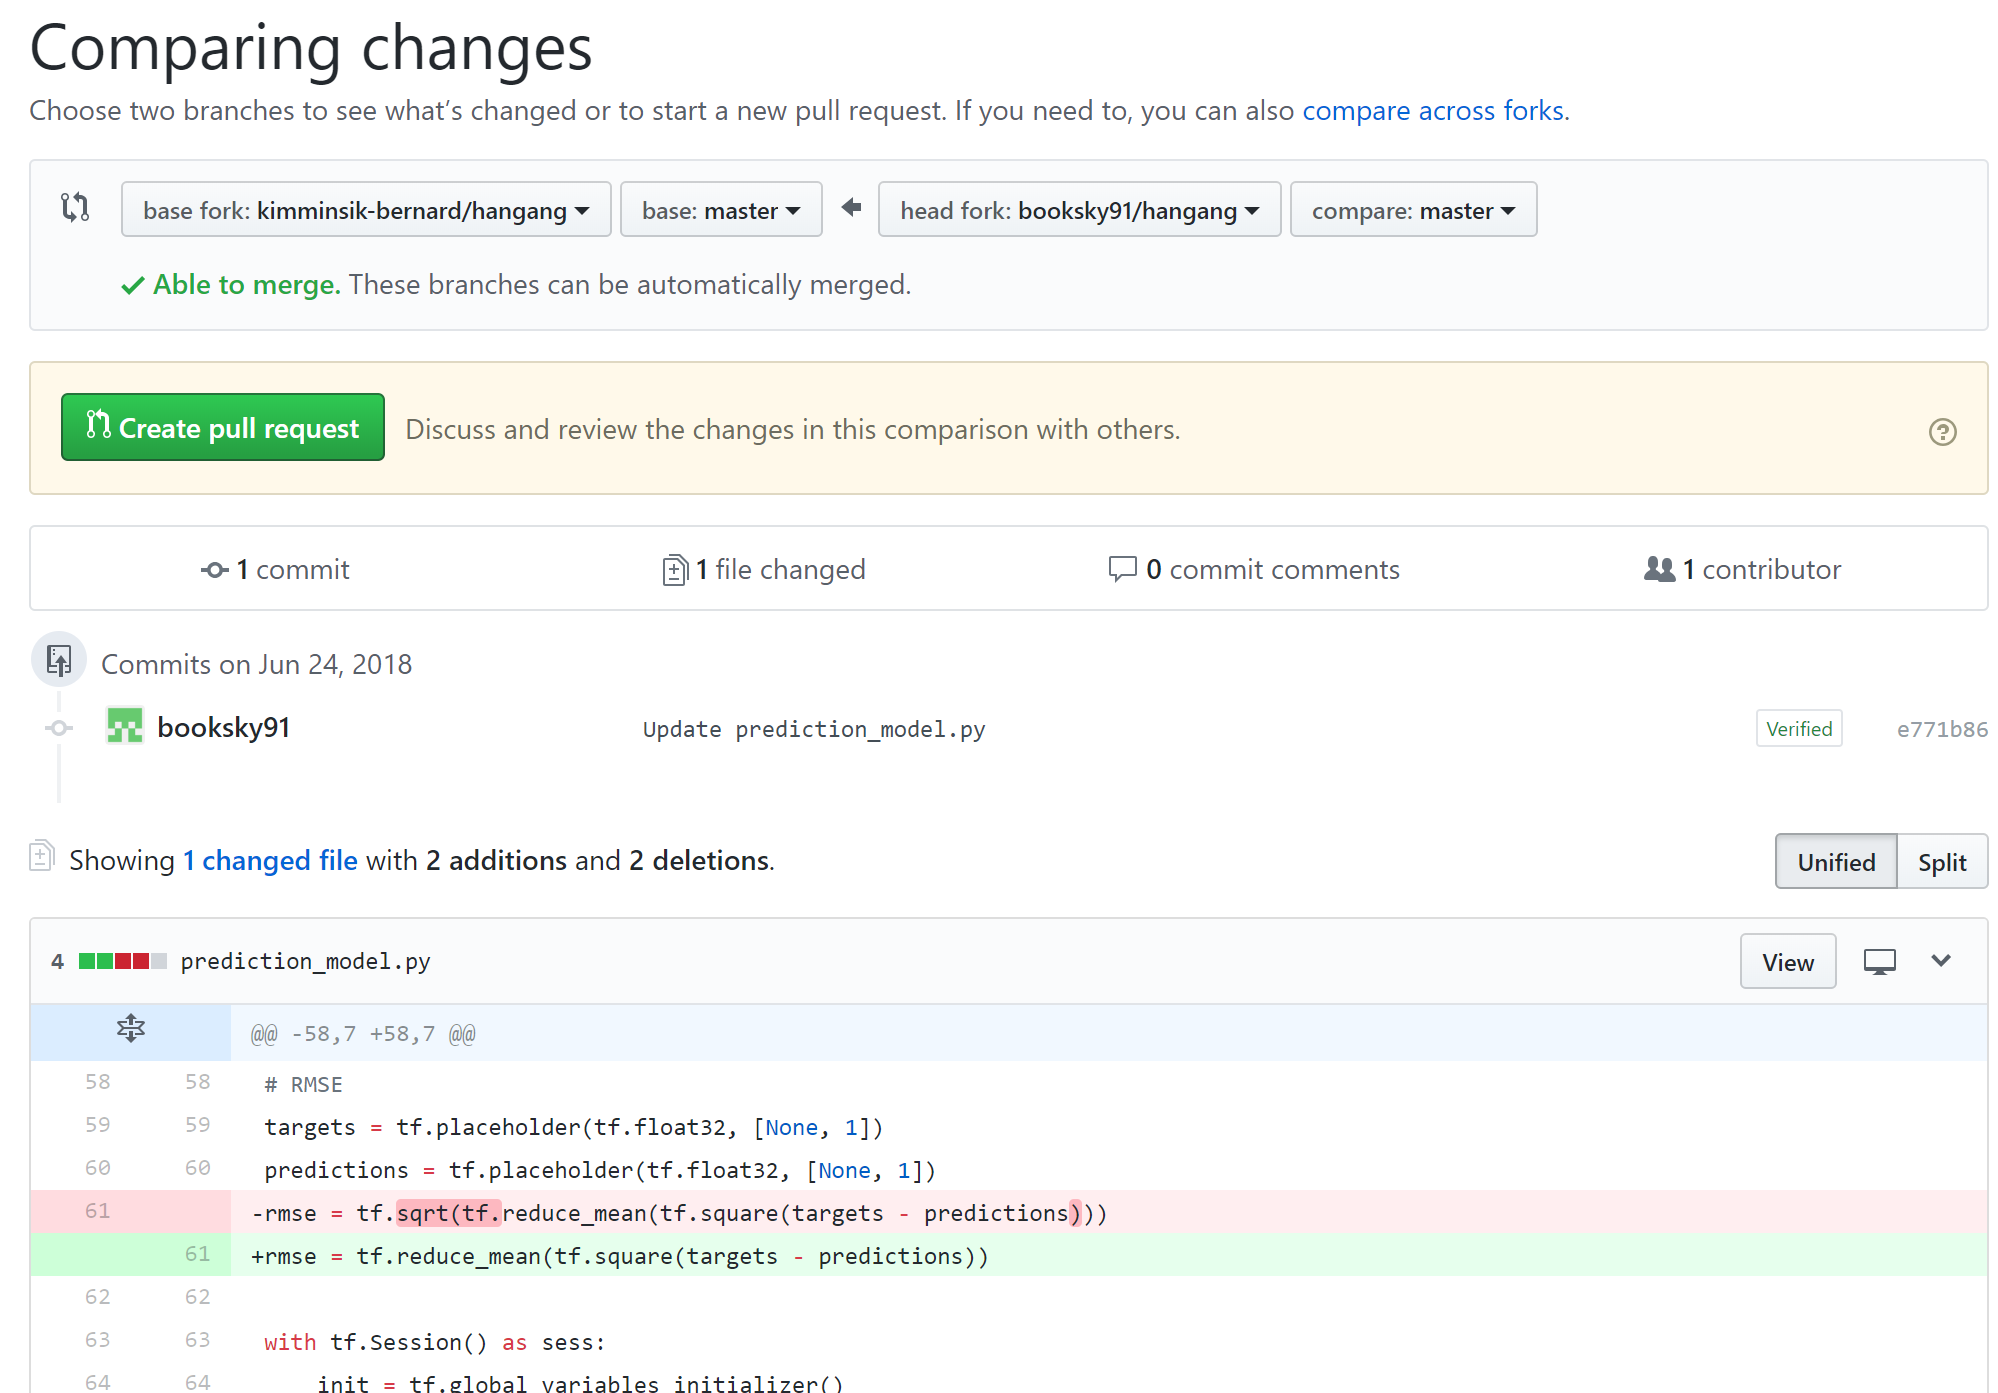 Comparing changes
Choose two branches to see what’s changed or to start a new pull request. If you need to, you can also compare across forks.
base fork: kimminsik-bernard/hangang base: master head fork: booksky91/hangang compare: master
Able to merge. These branches can be automatically merged.
Create pull request Discuss and review the changes in this comparison with others.
1 commit 1 file changed 0 commit comments 1 contributor
Commits on Jun 24, 2018
booksky91 Update prediction_model.py Verified e771b86
Showing 1 changed file with 2 additions and 2 deletions. Unified Split
4 prediction_model.py View
@@ -58,7 +58,7 @@
58 58 # RMSE
59 59 targets = tf.placeholder(tf.float32, [None, 1])
60 60 predictions = tf.placeholder(tf.float32, [None, 1])
61 -rmse = tf.sqrt(tf.reduce_mean(tf.square(targets - predictions)))
61 +rmse = tf.reduce_mean(tf.square(targets - predictions))
62 62
63 63 with tf.Session() as sess:
64 64 init = tf.global_variables_initializer()